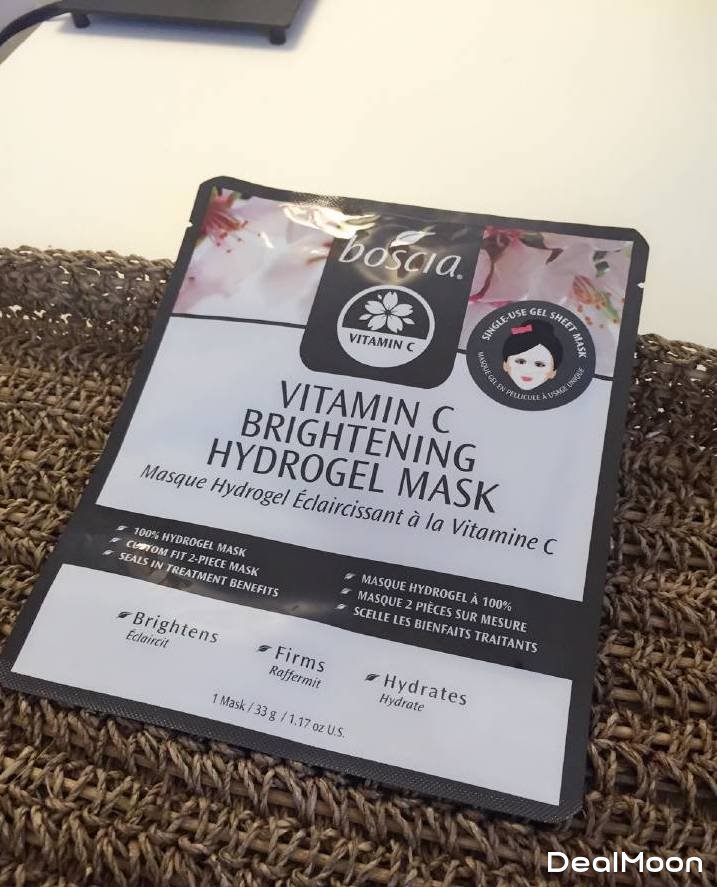 boscia®
VITAMIN C
SINGLE-USE GEL SHEET MASK
MASQUE GEL EN PELLICULE À USAGE UNIQUE
VITAMIN C
BRIGHTENING
HYDROGEL MASK
Masque Hydrogel Éclaircissant à la Vitamine C
100% HYDROGEL MASK
CUSTOM FIT 2-PIECE MASK
SEALS IN TREATMENT BENEFITS
MASQUE HYDROGEL À 100%
MASQUE 2 PIÈCES SUR MESURE
SCELLE LES BIENFAITS TRAITANTS
Brightens
Éclaircit
Firms
Raffermit
Hydrates
Hydrate
1 Mask / 33 g / 1.17 oz U.S.
DealMoon